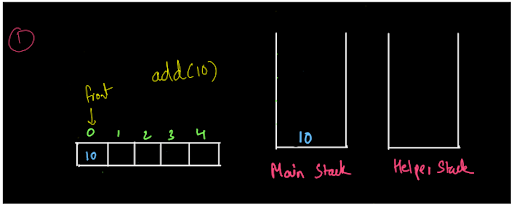 1
add(10)
front
0 1 2 3 4
10
10
Main Stack
Helper Stack